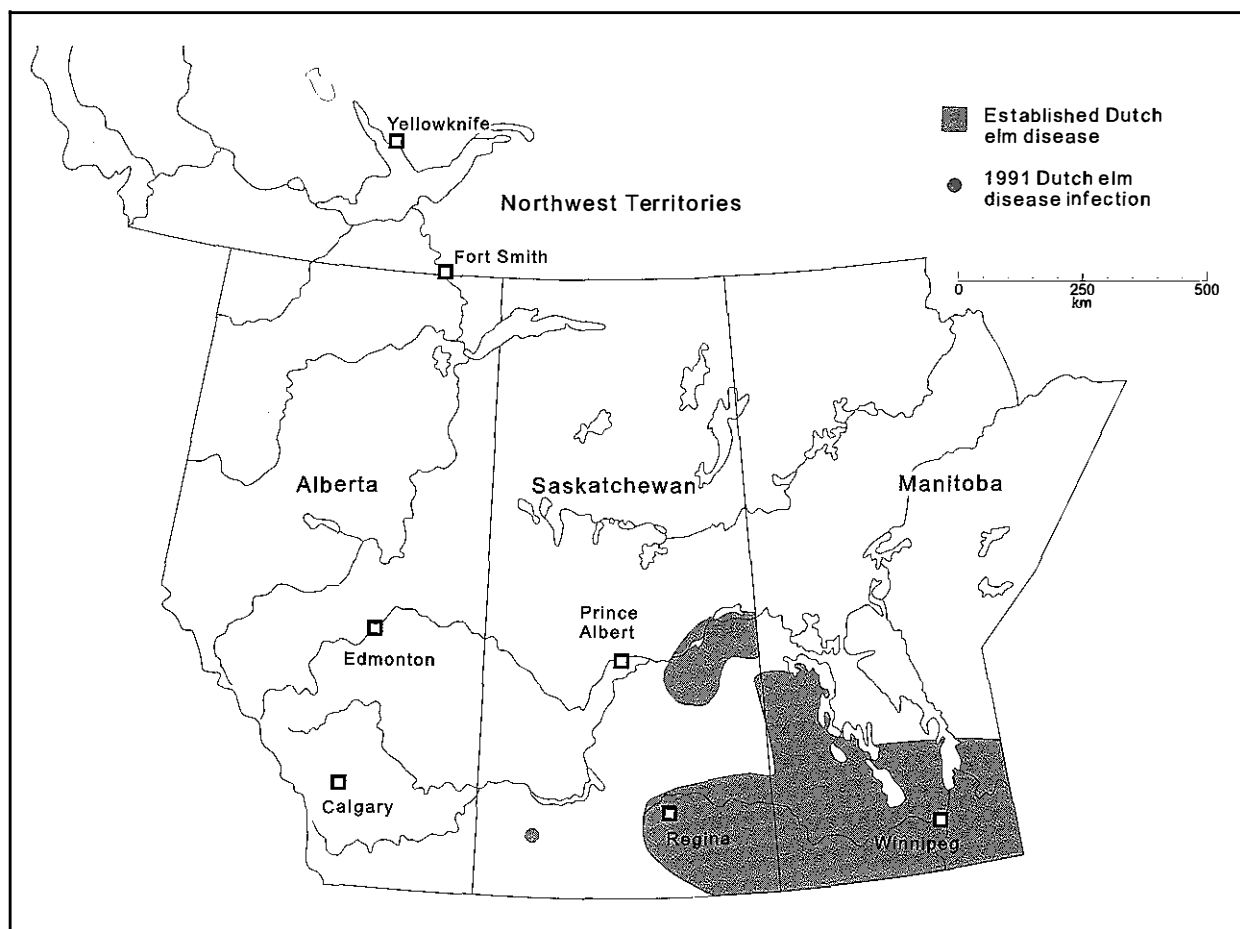 Yellowknife
Established Dutch
elm disease
1991 Dutch elm
disease infection
Northwest Territories
Fort Smith
0 250 500
km
Alberta
Saskatchewan
Manitoba
Prince
Albert
Edmonton
Calgary
Regina
Winnipeg